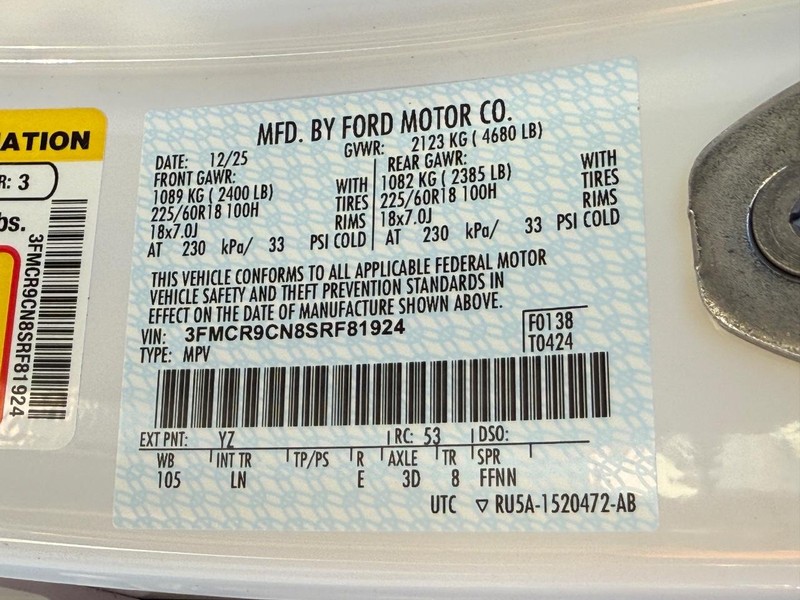 MFD. BY FORD MOTOR CO.
DATE: 12/25 GVWR: 2123 KG ( 4680 LB)
FRONT GAWR:
1089 KG ( 2400 LB) WITH
225/60R18 100H TIRES
18x7.0J RIMS
AT 230 kPa/ 33 PSI COLD
REAR GAWR: WITH
1082 KG ( 2385 LB) TIRES
225/60R18 100H RIMS
18x7.0J
AT 230 kPa/ 33 PSI COLD
THIS VEHICLE CONFORMS TO ALL APPLICABLE FEDERAL MOTOR
VEHICLE SAFETY AND THEFT PREVENTION STANDARDS IN
EFFECT ON THE DATE OF MANUFACTURE SHOWN ABOVE.
VIN: 3FMCR9CN8SRF81924
TYPE: MPV
F0138
T0424
EXT PNT: YZ RC: 53 DSO:
WB INT TR TP/PS R AXLE TR SPR
105 LN E 3D 8 FFNN
UTC ▽ RU5A-1520472-AB
ATION
R: 3
bs.
3FMCR9CN8SRF81924